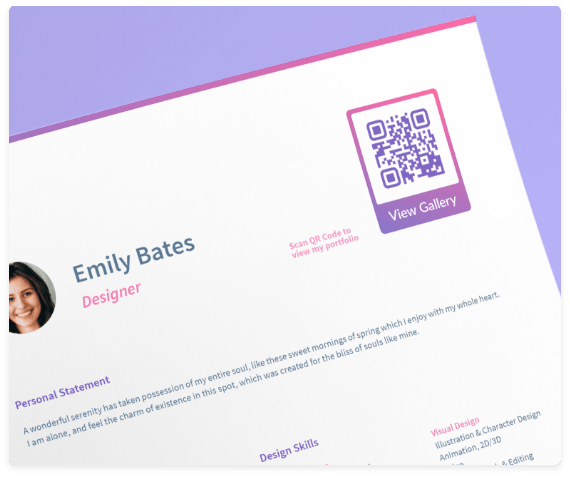 View Gallery
Scan QR Code to
view my portfolio
Emily Bates
Designer
Personal Statement
A wonderful serenity has taken possession of my entire soul, like these sweet mornings of spring which I enjoy with my whole heart.
I am alone, and feel the charm of existence in this spot, which was created for the bliss of souls like mine.
Design Skills
Visual Design
Illustration & Character Design
Animation, 2D/3D
& Editing